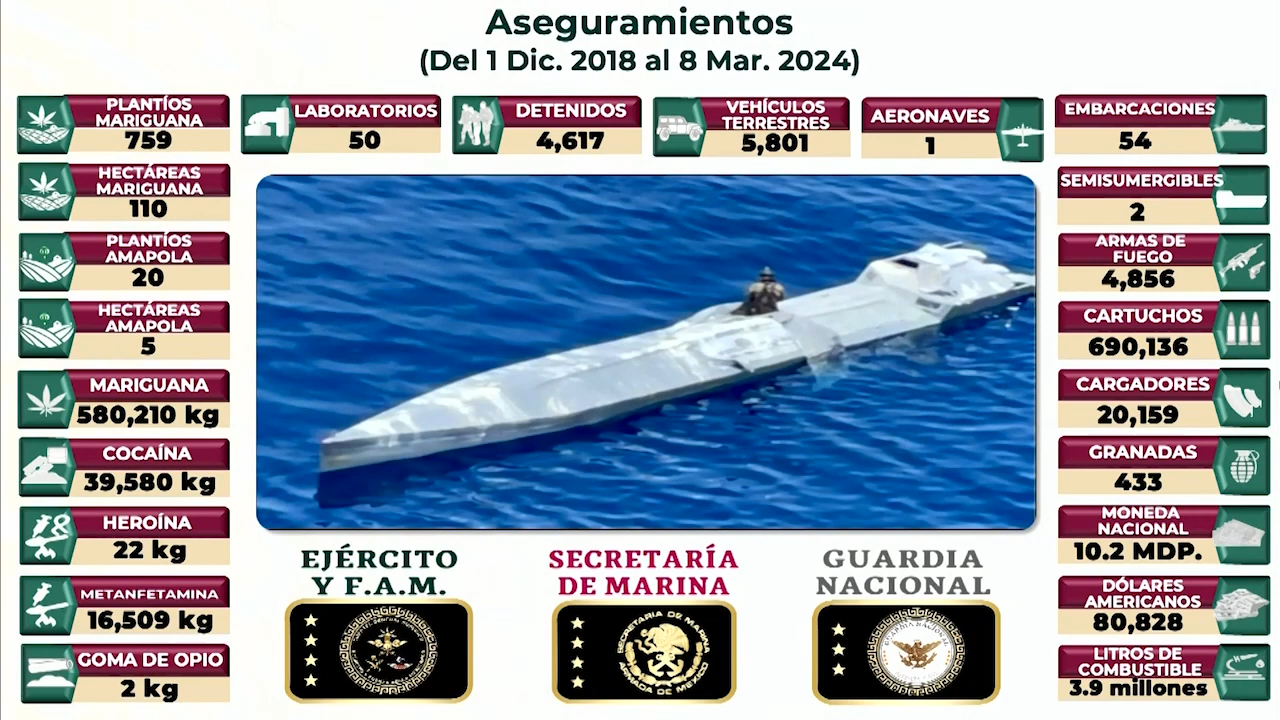 Aseguramientos
(Del 1 Dic. 2018 al 8 Mar. 2024)
PLANTÍOS
MARIGUANA
759
LABORATORIOS
50
DETENIDOS
4,617
VEHÍCULOS
TERRESTRES
5,801
AERONAVES
1
EMBARCACIONES
54
HECTÁREAS
MARIGUANA
110
PLANTÍOS
AMAPOLA
20
HECTÁREAS
AMAPOLA
5
MARIGUANA
580,210 kg
COCAÍNA
39,580 kg
HEROÍNA
22 kg
METANFETAMINA
16,509 kg
GOMA DE OPIO
2 kg
SEMISUMERGIBLES
2
ARMAS DE
FUEGO
4,856
CARTUCHOS
690,136
CARGADORES
20,159
GRANADAS
433
MONEDA
NACIONAL
10.2 MDP.
DÓLARES
AMERICANOS
80,828
LITROS DE
COMBUSTIBLE
3.9 millones
EJÉRCITO
Y F.A.M.
SECRETARÍA
DE MARINA
SECRETARIA DE MARINA
ARMADA DE MEXICO
GUARDIA
NACIONAL
GUARDIA NACIONAL